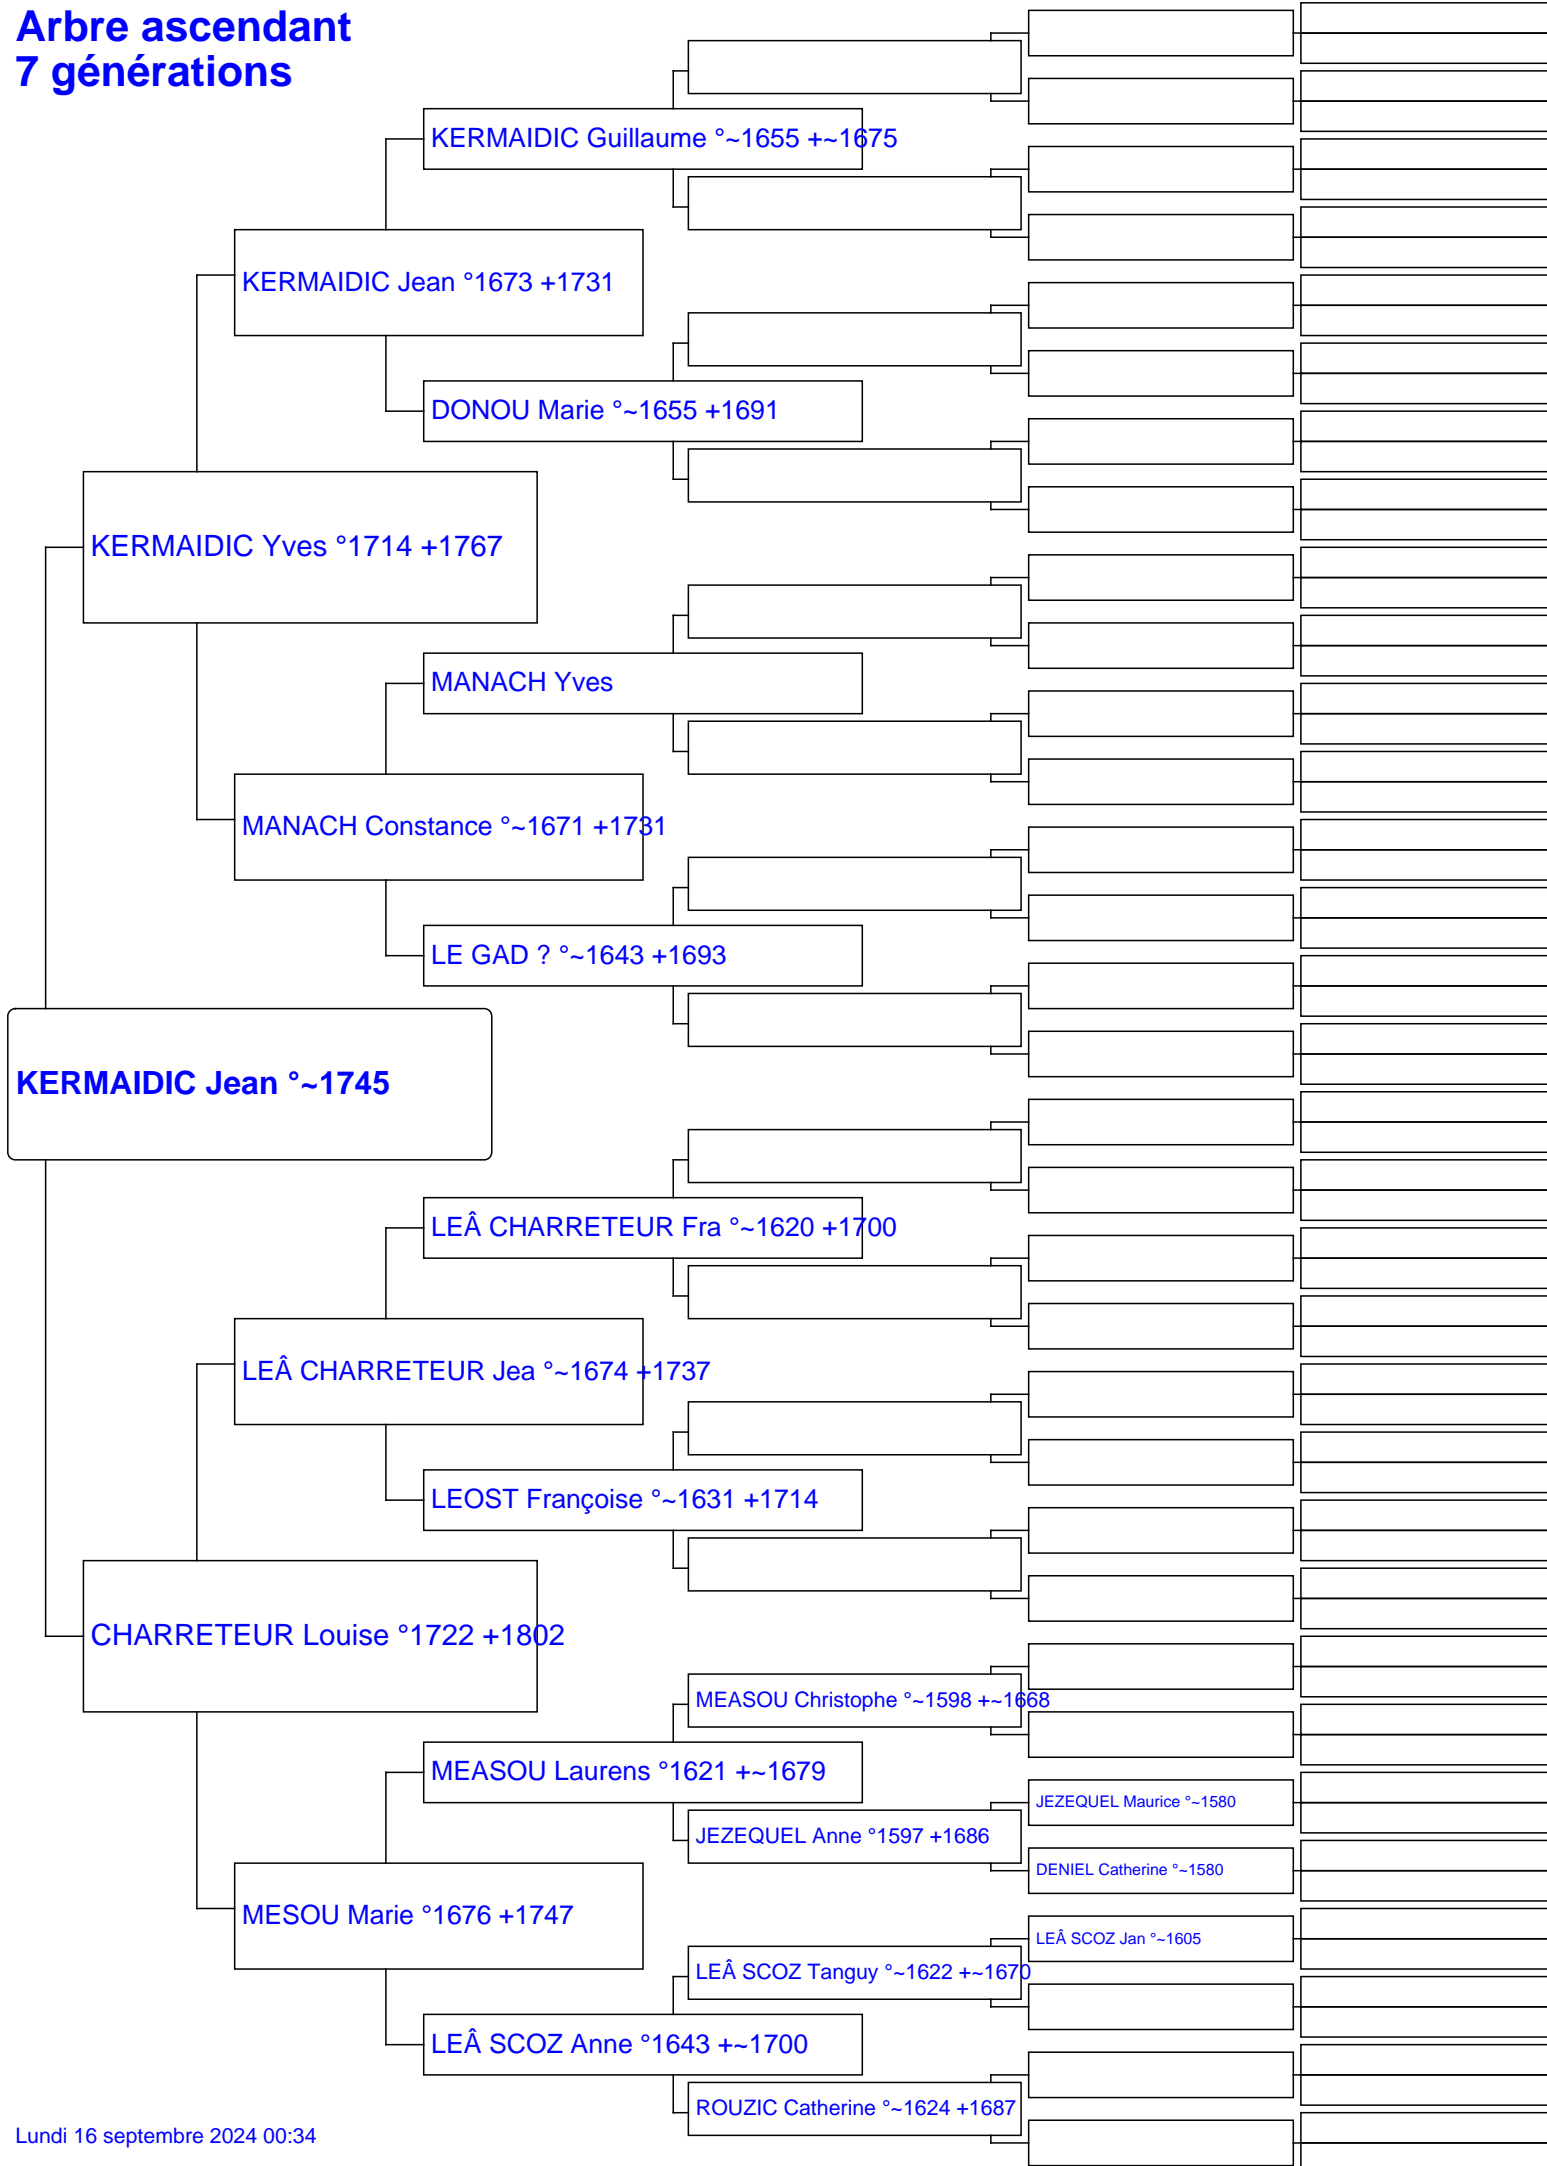 Arbre ascendant
7 générations
KERMAIDIC Guillaume °~1655 +~1675
KERMAIDIC Jean °1673 +1731
DONOU Marie °~1655 +1691
KERMAIDIC Yves °1714 +1767
MANACH Yves
MANACH Constance °~1671 +1731
LE GAD ? °~1643 +1693
KERMAIDIC Jean °~1745
LEÂ CHARRETEUR Fra °~1620 +1700
LEÂ CHARRETEUR Jea °~1674 +1737
LEOST Françoise °~1631 +1714
CHARRETEUR Louise °1722 +1802
MEASOU Christophe °~1598 +~1668
MEASOU Laurens °1621 +~1679
JEZEQUEL Maurice °~1580
JEZEQUEL Anne °1597 +1686
DENIEL Catherine °~1580
MESOU Marie °1676 +1747
LEÂ SCOZ Jan °~1605
LEÂ SCOZ Tanguy °~1622 +~1670
LEÂ SCOZ Anne °1643 +~1700
ROUZIC Catherine °~1624 +1687
Lundi 16 septembre 2024 00:34